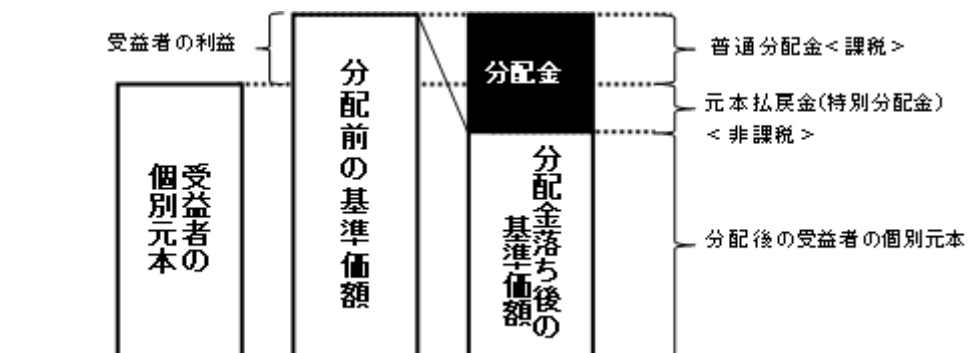 受益者の利益
受益者の
個別元本
分配前の基準価額
分配金
分配金落ち後の
基準価額
普通分配金<課税>
元本払戻金(特別分配金)
<非課税>
分配後の受益者の個別元本